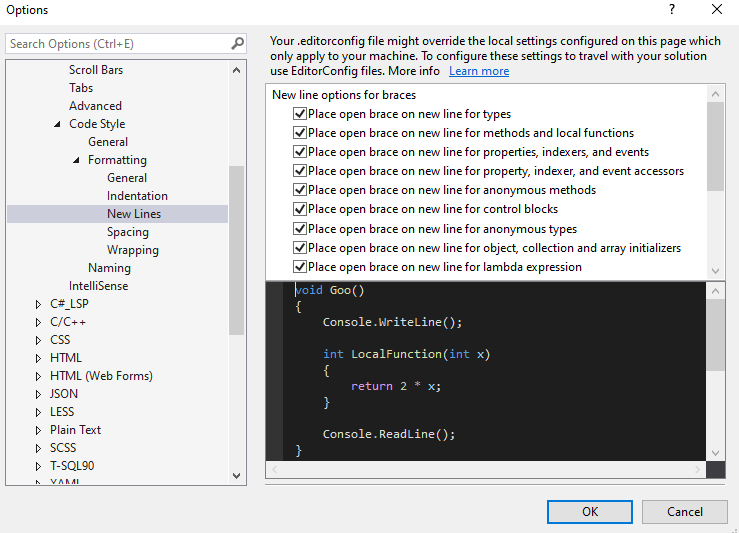 Options
?
Search Options (Ctrl+E)
Scroll Bars
Tabs
Advanced
Code Style
General
Formatting
General
Indentation
New Lines
Spacing
Wrapping
Naming
IntelliSense
C#_LSP
C/C++
CSS
HTML
HTML (Web Forms)
JSON
LESS
Plain Text
SCSS
T-SQL90
YAML
Your .editorconfig file might override the local settings configured on this page which
only apply to your machine. To configure these settings to travel with your solution
use EditorConfig files. More info Learn more
New line options for braces
Place open brace on new line for types
Place open brace on new line for methods and local functions
Place open brace on new line for properties, indexers, and events
Place open brace on new line for property, indexer, and event accessors
Place open brace on new line for anonymous methods
Place open brace on new line for control blocks
Place open brace on new line for anonymous types
Place open brace on new line for object, collection and array initializers
Place open brace on new line for lambda expression
void Goo()
{
Console.WriteLine();
int LocalFunction(int x)
{
return 2 * x;
}
Console.ReadLine();
}
OK
Cancel